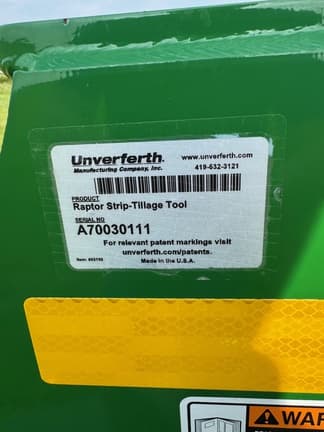 Unverferth. www.unverferth.com
Manufacturing Company, Inc. 419-532-3121
PRODUCT
Raptor Strip-Tillage Tool
SERIAL NO
A70030111
For relevant patent markings visit
unverferth.com/patents.
Made in the U.S.A.
WAR